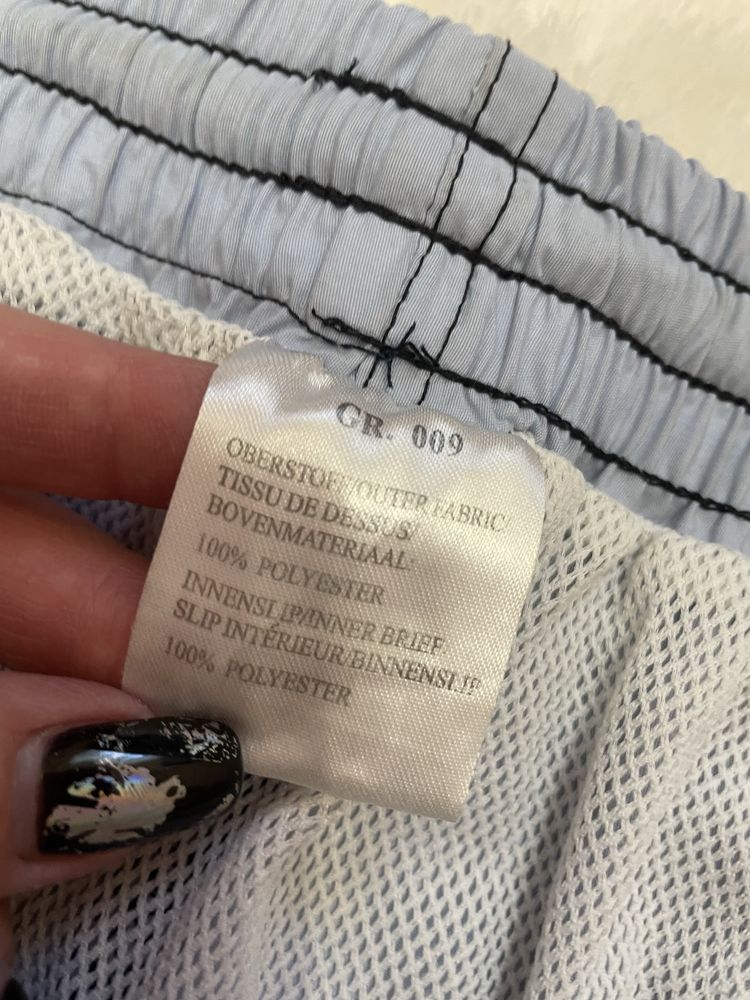 GR. 009
OBERSTOFF/OUTER FABRIC/
TISSU DE DESSUS/
BOVENMATERIAAL:
100% POLYESTER
INNENSLIP/INNER BRIEF
SLIP INTÉRIEUR/BINNENSLIP
100% POLYESTER